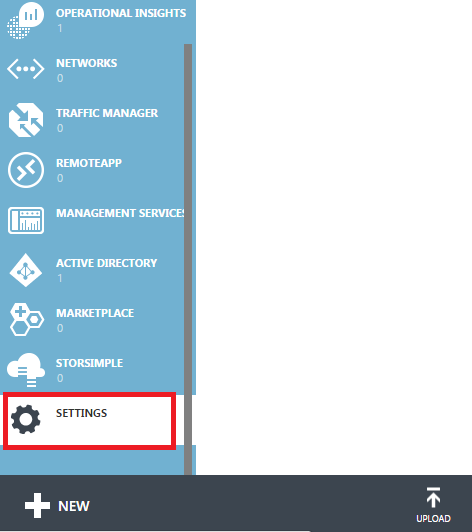 OPERATIONAL INSIGHTS
1
NETWORKS
0
TRAFFIC MANAGER
0
REMOTEAPP
0
MANAGEMENT SERVICES
ACTIVE DIRECTORY
1
MARKETPLACE
0
STORSIMPLE
0
SETTINGS
NEW
UPLOAD